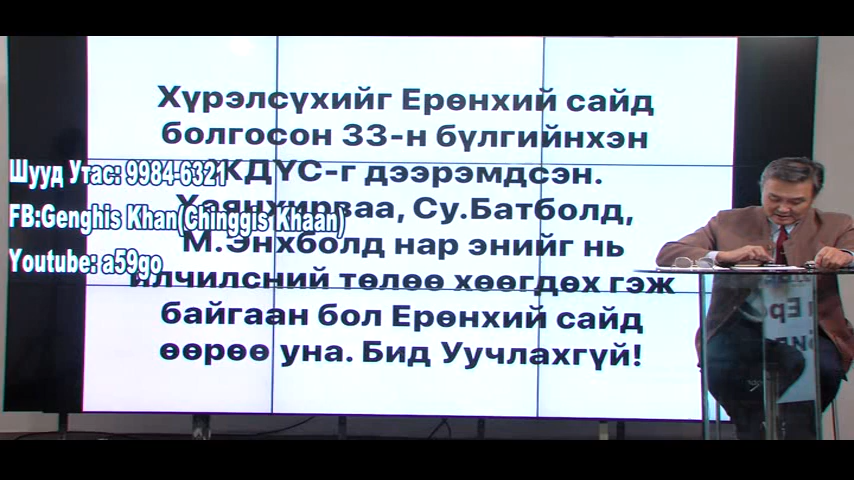 Хүрэлсүхийг Ерөнхий сайд
болгосон 33-н бүлгийнхэн
дээрэмдсэн.
Су.Батболд,
М.Энхболд нар энийг нь
төлөө хөөгдөх гэж
байгаан бол Ерөнхий сайд
өөрөө уна. Бид Уучлахгүй!
Шууд Утас: 9984-6321
FB:Genghis Khan(Chinggis Khaan)
Youtube: a59go